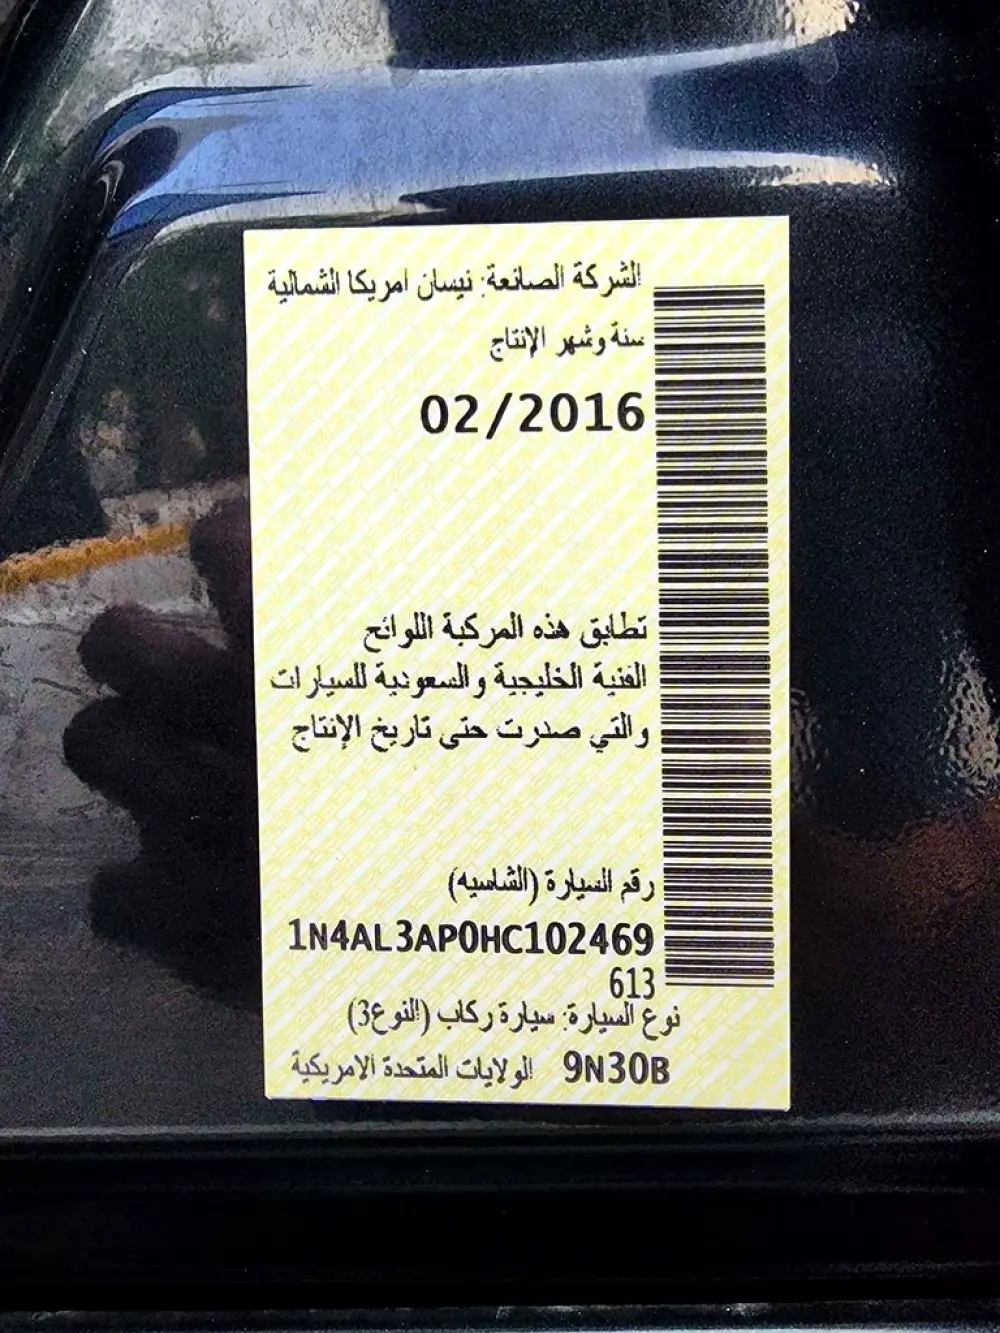 الشركة الصانعة: نيسان امريكا الشمالية
سنة وشهر الإنتاج
02/2016
تطابق هذه المركبة اللوائح
الفنية الخليجية والسعودية للسيارات
والتي صدرت حتى تاريخ الإنتاج
رقم السيارة (الشاسيه)
1N4AL3AP0HC102469
613
نوع السيارة: سيارة ركاب (النوع3)
9N30B الولايات المتحدة الامريكية